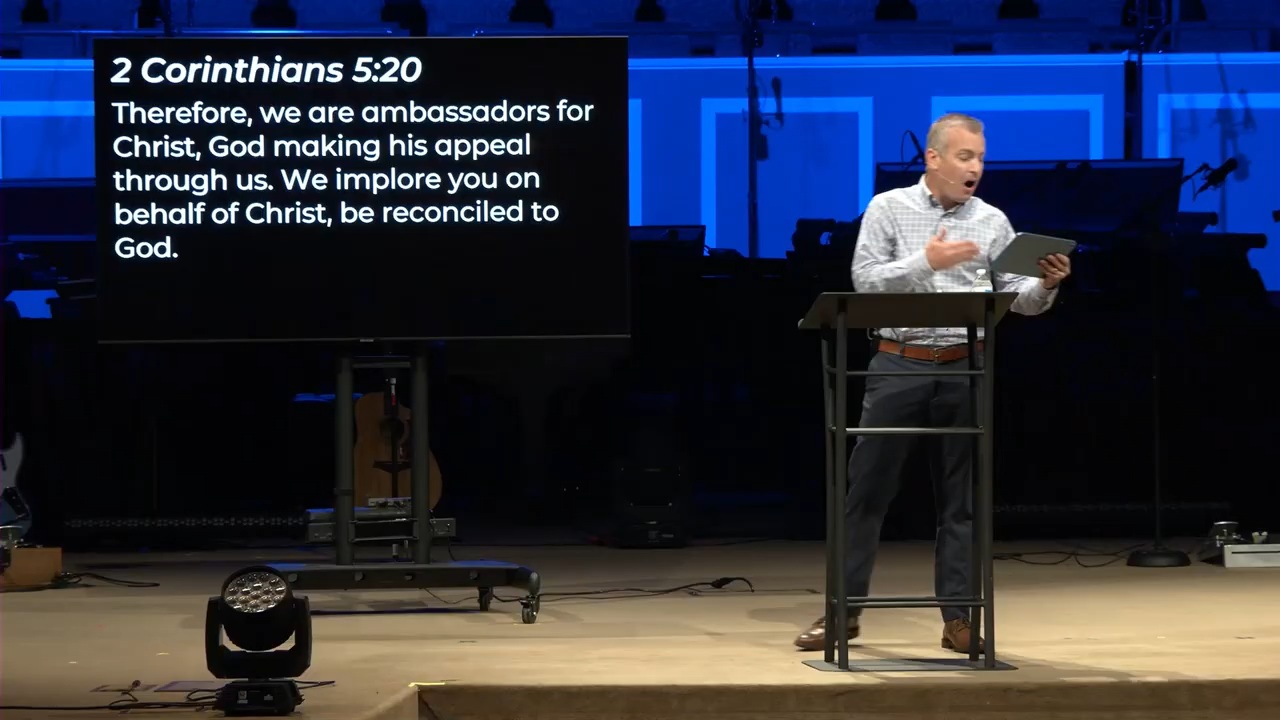 2 Corinthians 5:20
Therefore, we are ambassadors for
Christ, God making his appeal
through us. We implore you on
behalf of Christ, be reconciled to
God.